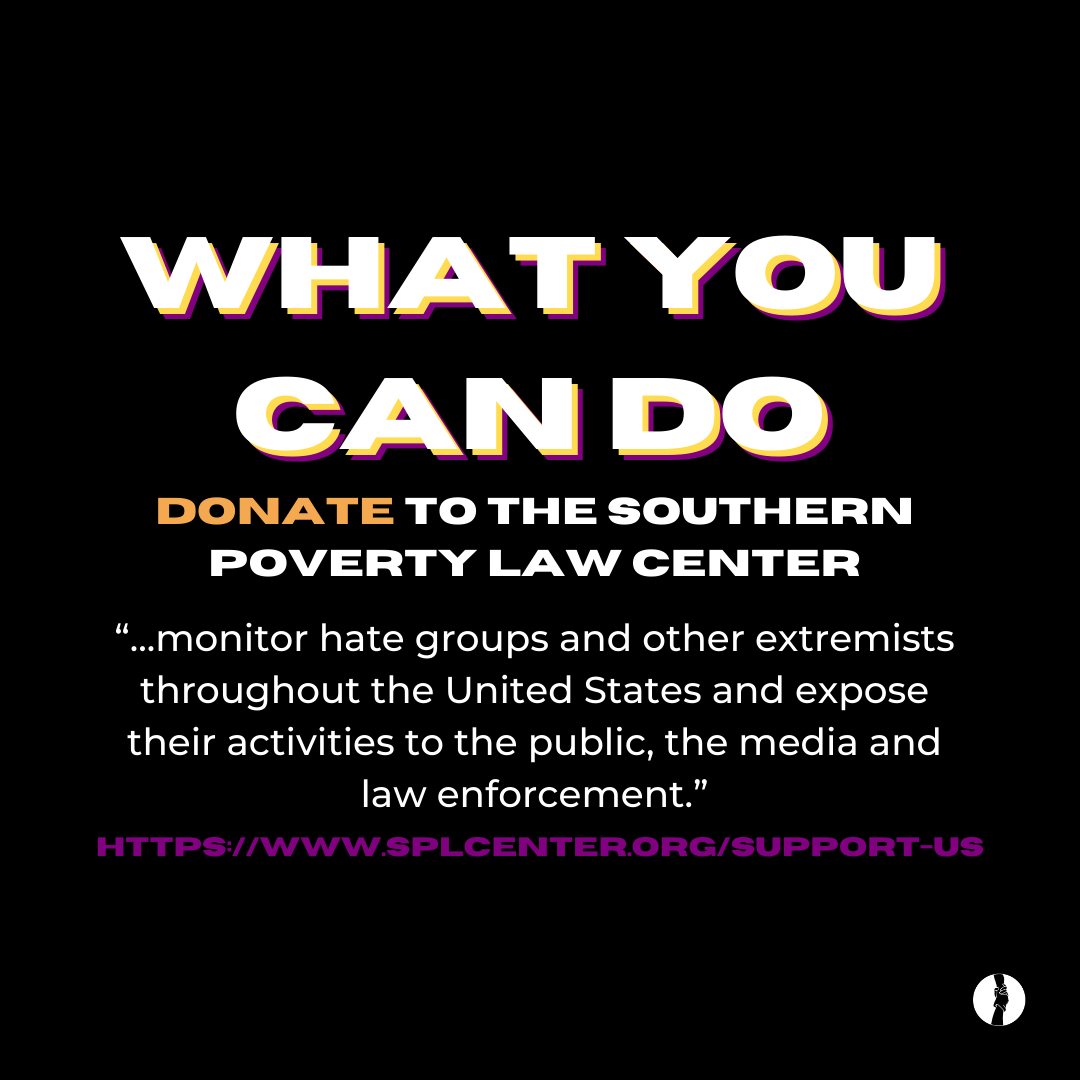 WHAT YOU
CAN DO
DONATE TO THE SOUTHERN
POVERTY LAW CENTER
“...monitor hate groups and other extremists
throughout the United States and expose
their activities to the public, the media and
law enforcement.”
HTTPS://WWW.SPLCENTER.ORG/SUPPORT-US